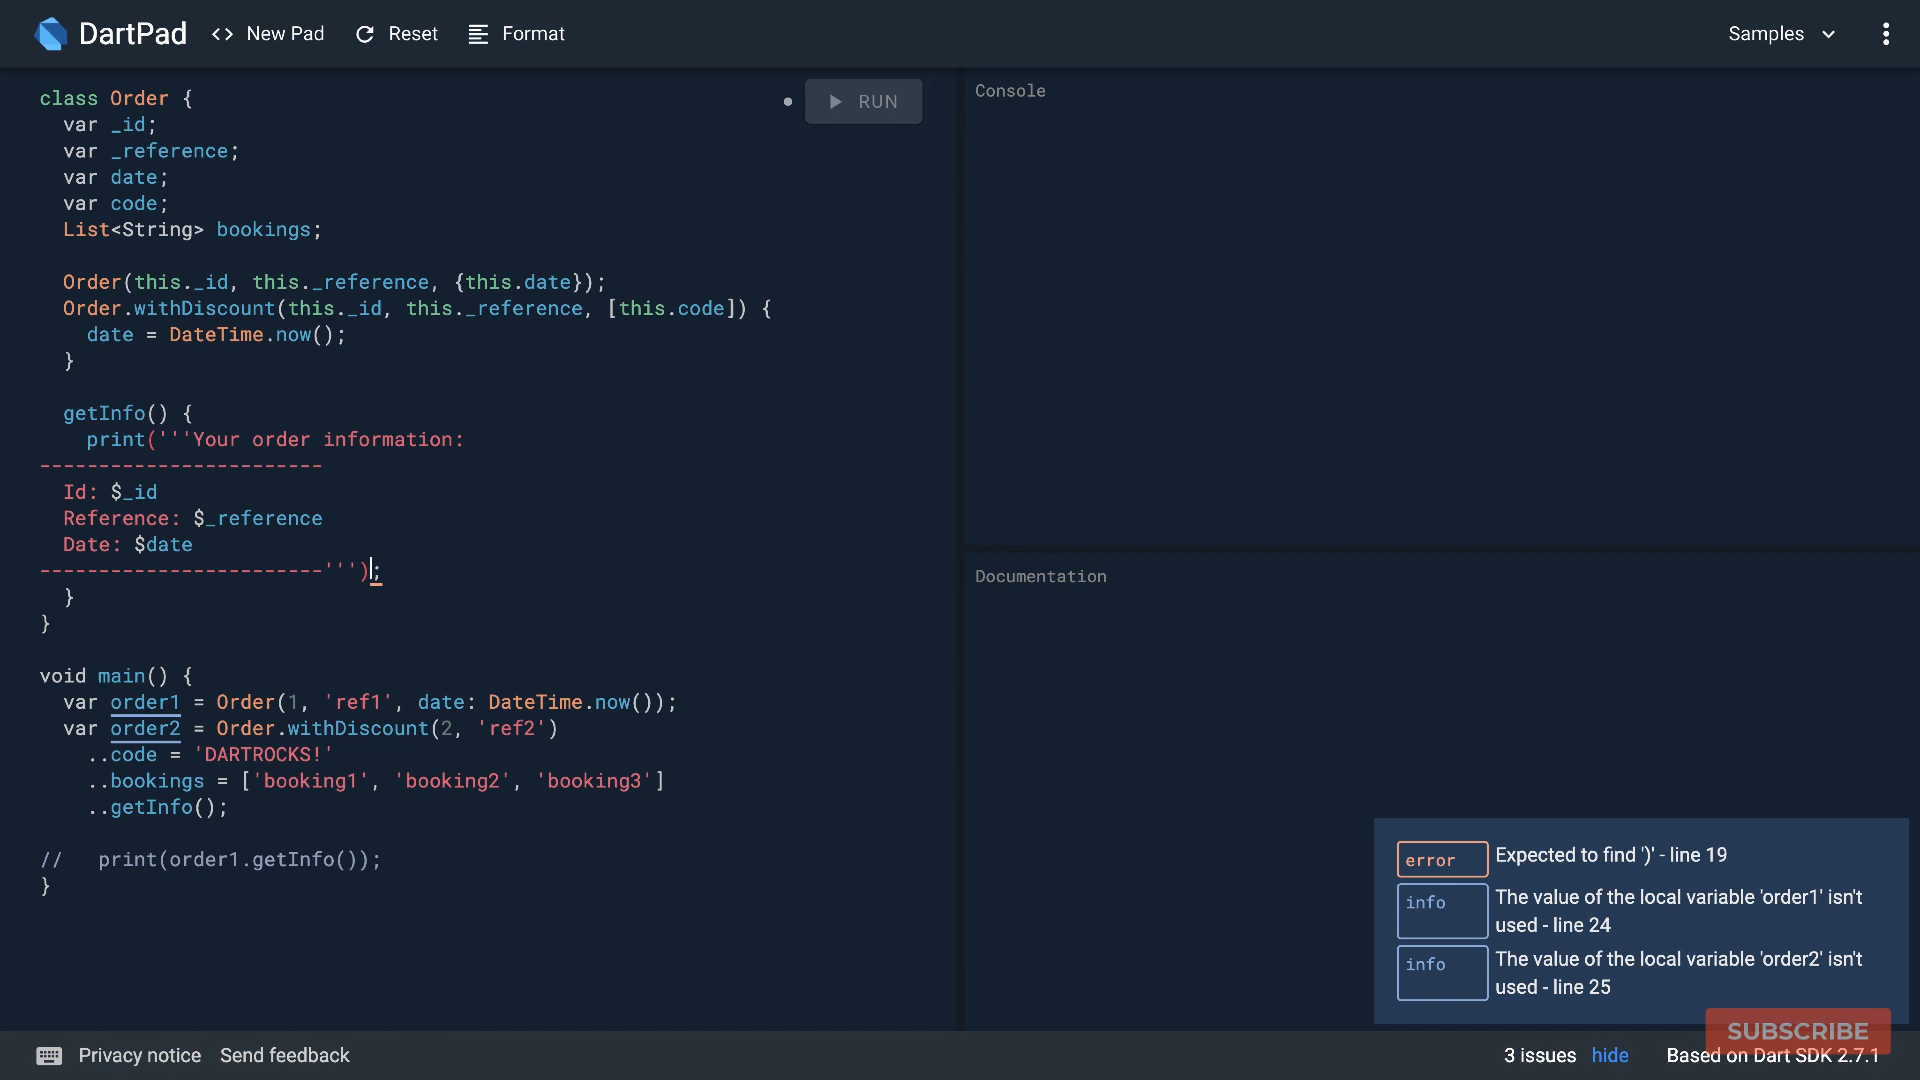 DartPad
<> New Pad
Reset
Format
Samples
class Order {
  var _id;
  var _reference;
  var date;
  var code;
  List<String> bookings;
  Order(this._id, this._reference, {this.date});
  Order.withDiscount(this._id, this._reference, [this.code]) {
    date = DateTime.now();
  }
  getInfo() {
    print('''Your order information:
------------------------
  Id: $_id
  Reference: $_reference
  Date: $date
------------------------''');
  }
}
void main() {
  var order1 = Order(1, 'ref1', date: DateTime.now());
  var order2 = Order.withDiscount(2, 'ref2')
    ..code = 'DARTROCKS!'
    ..bookings = ['booking1', 'booking2', 'booking3']
    ..getInfo();
//   print(order1.getInfo());
}
RUN
Console
Documentation
error Expected to find ')' - line 19
info The value of the local variable 'order1' isn't
used - line 24
info The value of the local variable 'order2' isn't
used - line 25
SUBSCRIBE
Privacy notice
Send feedback
3 issues hide
Based on Dart SDK 2.7.1